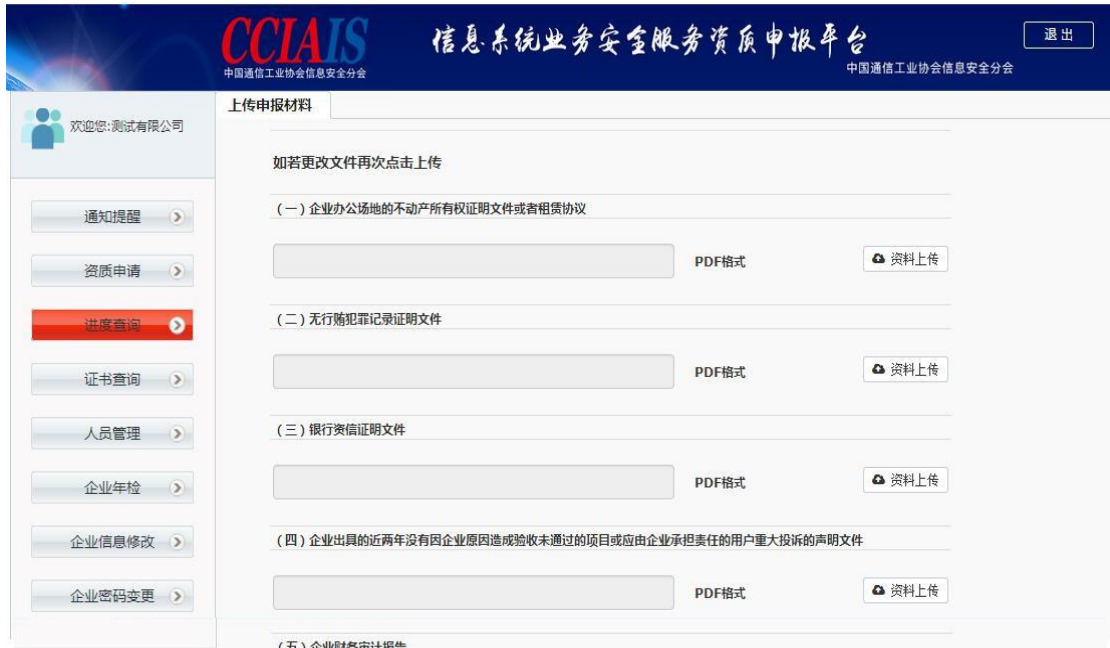 CCIAIS
中国通信工业协会信息安全分会
信息系统业务安全服务资质申报平台
中国通信工业协会信息安全分会
退出
欢迎您:测试有限公司
通知提醒
资质申请
进度查询
证书查询
人员管理
企业年检
企业信息修改
企业密码变更
上传申报材料
如若更改文件再次点击上传
(一)企业办公场地的不动产所有权证明文件或者租赁协议
PDF格式
资料上传
(二)无行贿犯罪记录证明文件
PDF格式
资料上传
(三)银行资信证明文件
PDF格式
资料上传
(四)企业出具的近两年没有因企业原因造成验收未通过的项目或应由企业承担责任的用户重大投诉的声明文件
PDF格式
资料上传
(五)企业财务审计报告